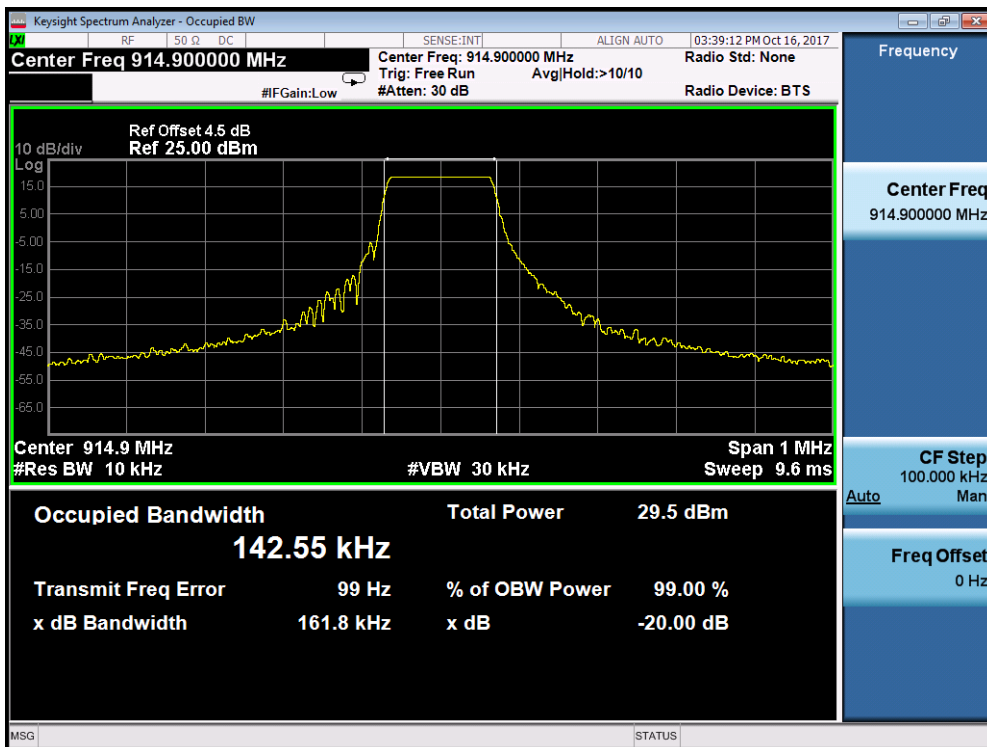 Keysight Spectrum Analyzer - Occupied BW
LXI RF 50 Ω DC SENSE:INT ALIGN AUTO 03:39:12 PM Oct 16, 2017
Center Freq 914.900000 MHz
#IFGain:Low
Center Freq: 914.900000 MHz
Trig: Free Run Avg|Hold:>10/10
#Atten: 30 dB
Radio Std: None
Radio Device: BTS
Ref Offset 4.5 dB
10 dB/div Ref 25.00 dBm
Log
15.0
5.00
-5.00
-15.0
-25.0
-35.0
-45.0
-55.0
-65.0
Center 914.9 MHz Span 1 MHz
#Res BW 10 kHz #VBW 30 kHz Sweep 9.6 ms
Occupied Bandwidth Total Power 29.5 dBm
142.55 kHz
Transmit Freq Error 99 Hz % of OBW Power 99.00 %
x dB Bandwidth 161.8 kHz x dB -20.00 dB
MSG STATUS
Frequency
Center Freq
914.900000 MHz
CF Step
100.000 kHz
Auto Man
Freq Offset
0 Hz